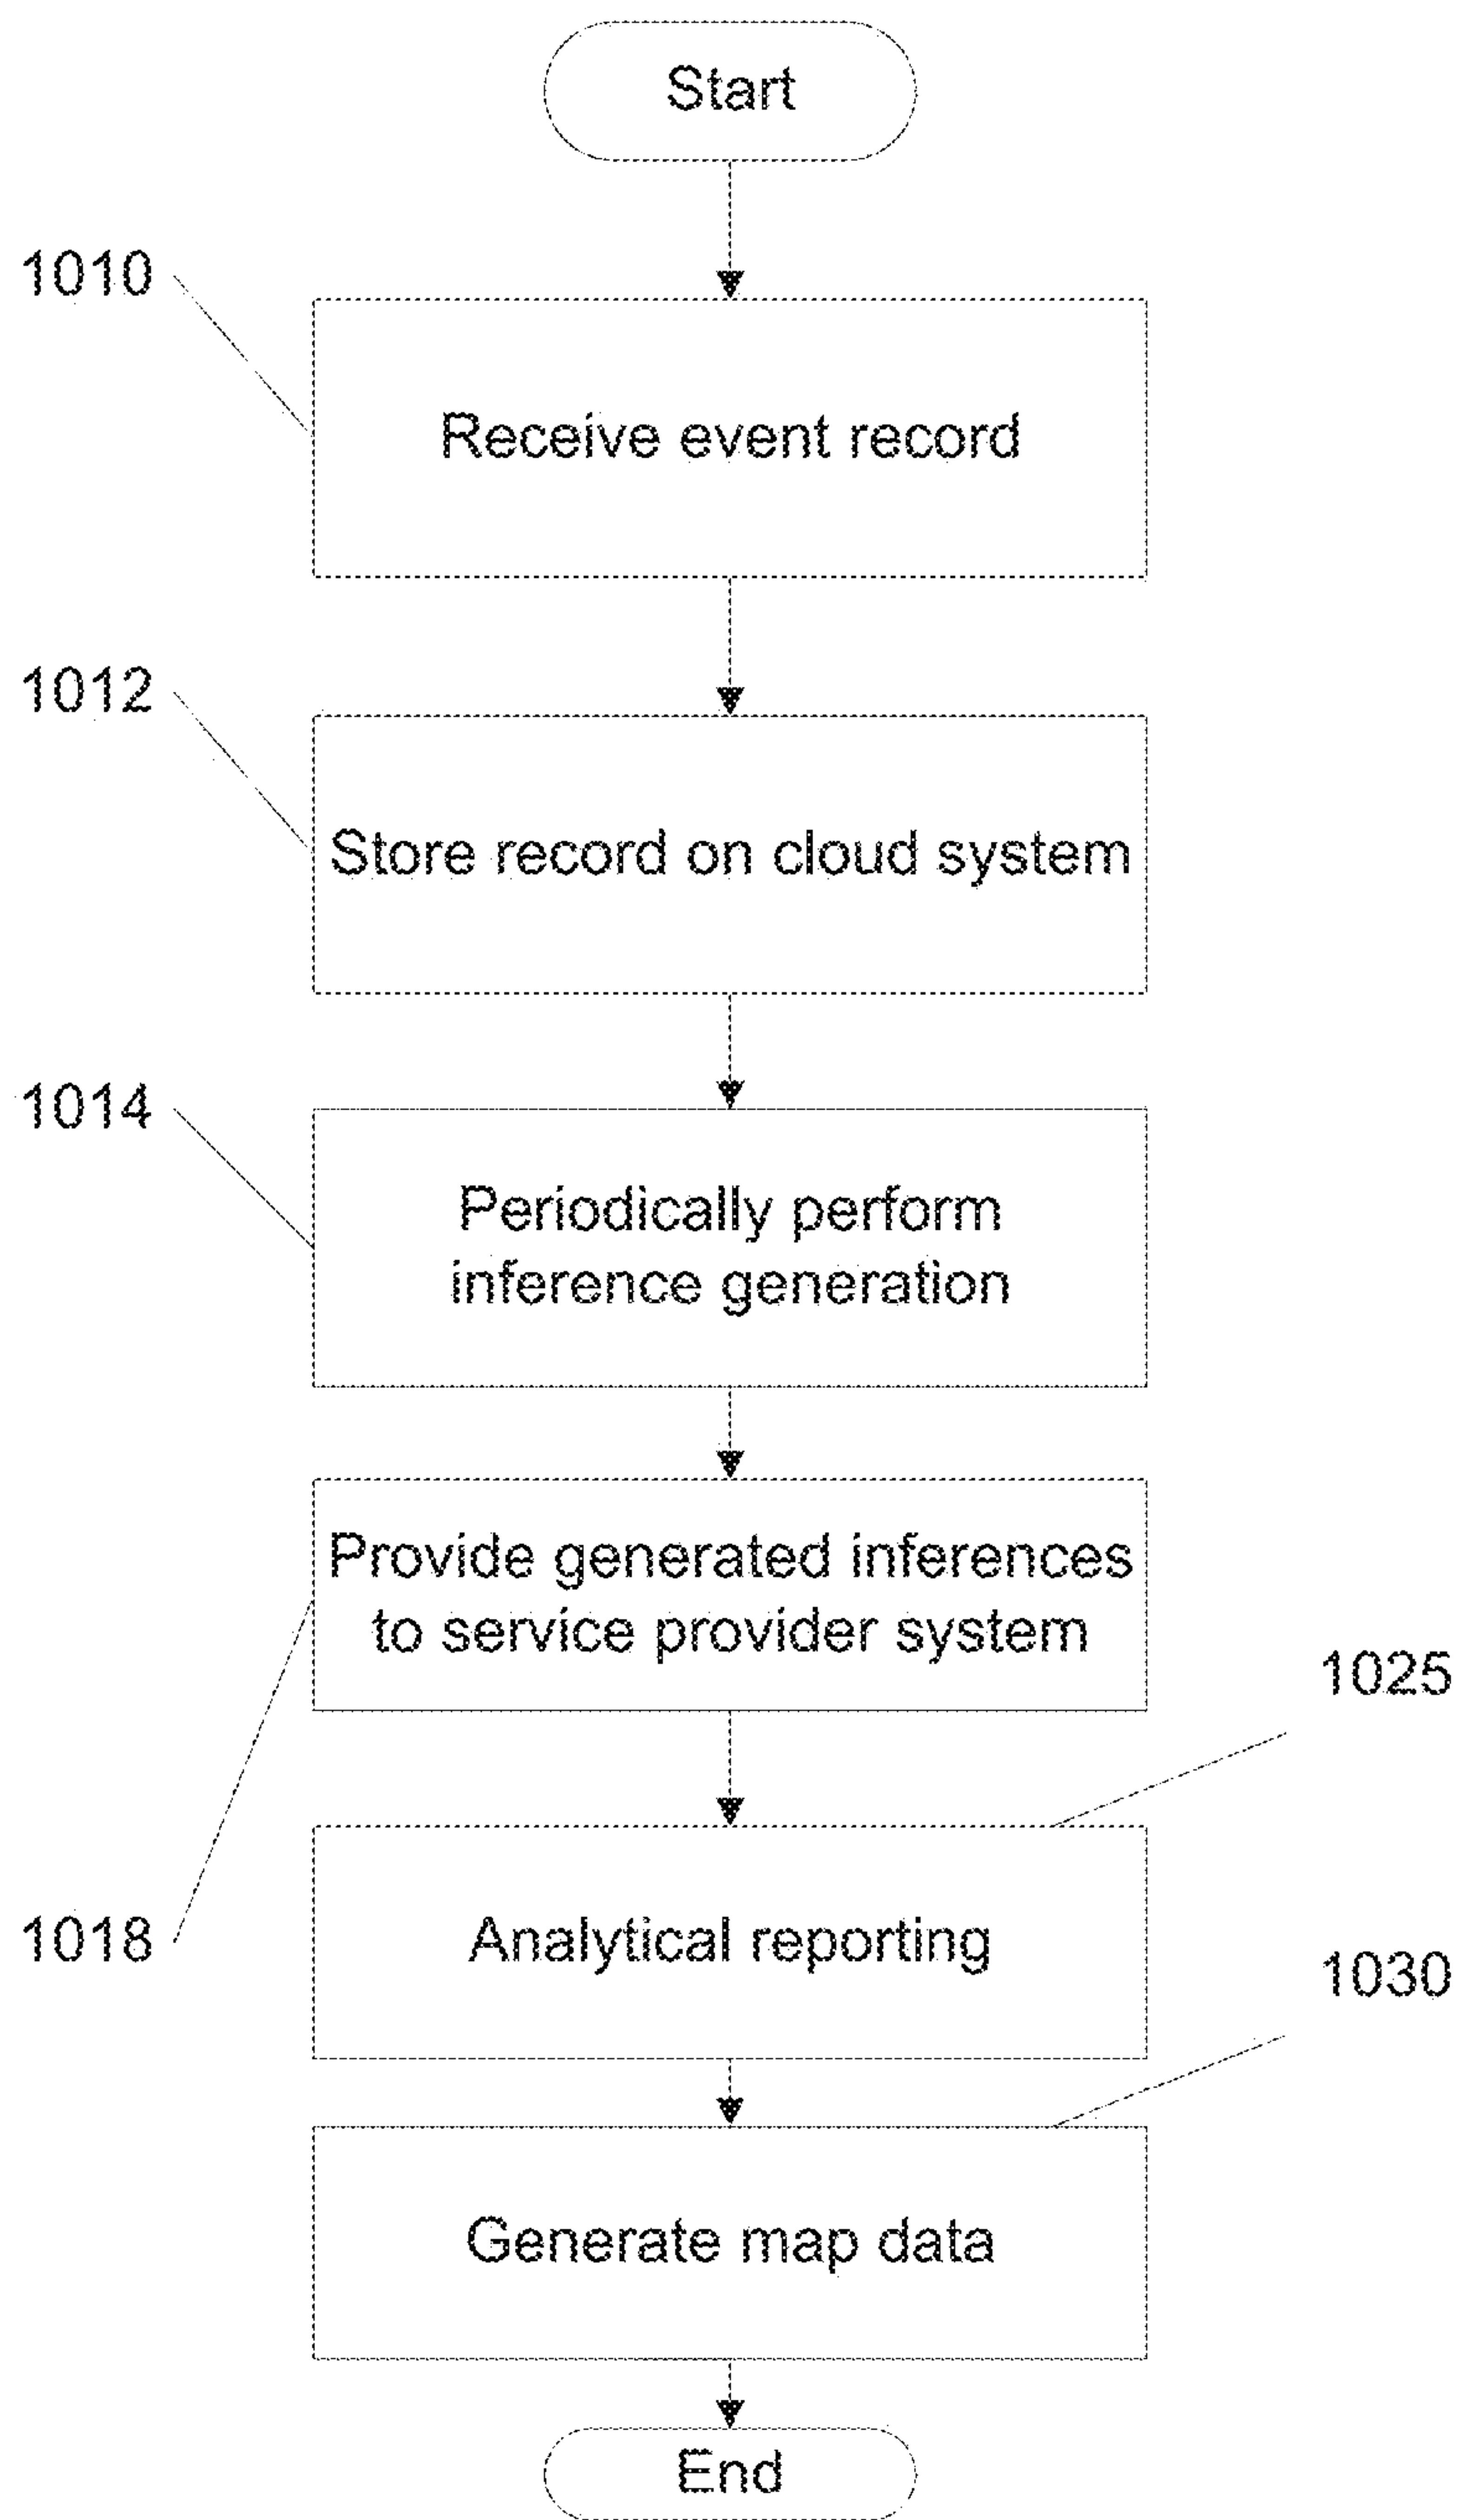 Start
1010
Receive event record
1012
Store record on cloud system
1014
Periodically perform
inference generation
Provide generated inferences
to service provider system
1025
1018
Analytical reporting
1030
Generate map data
End